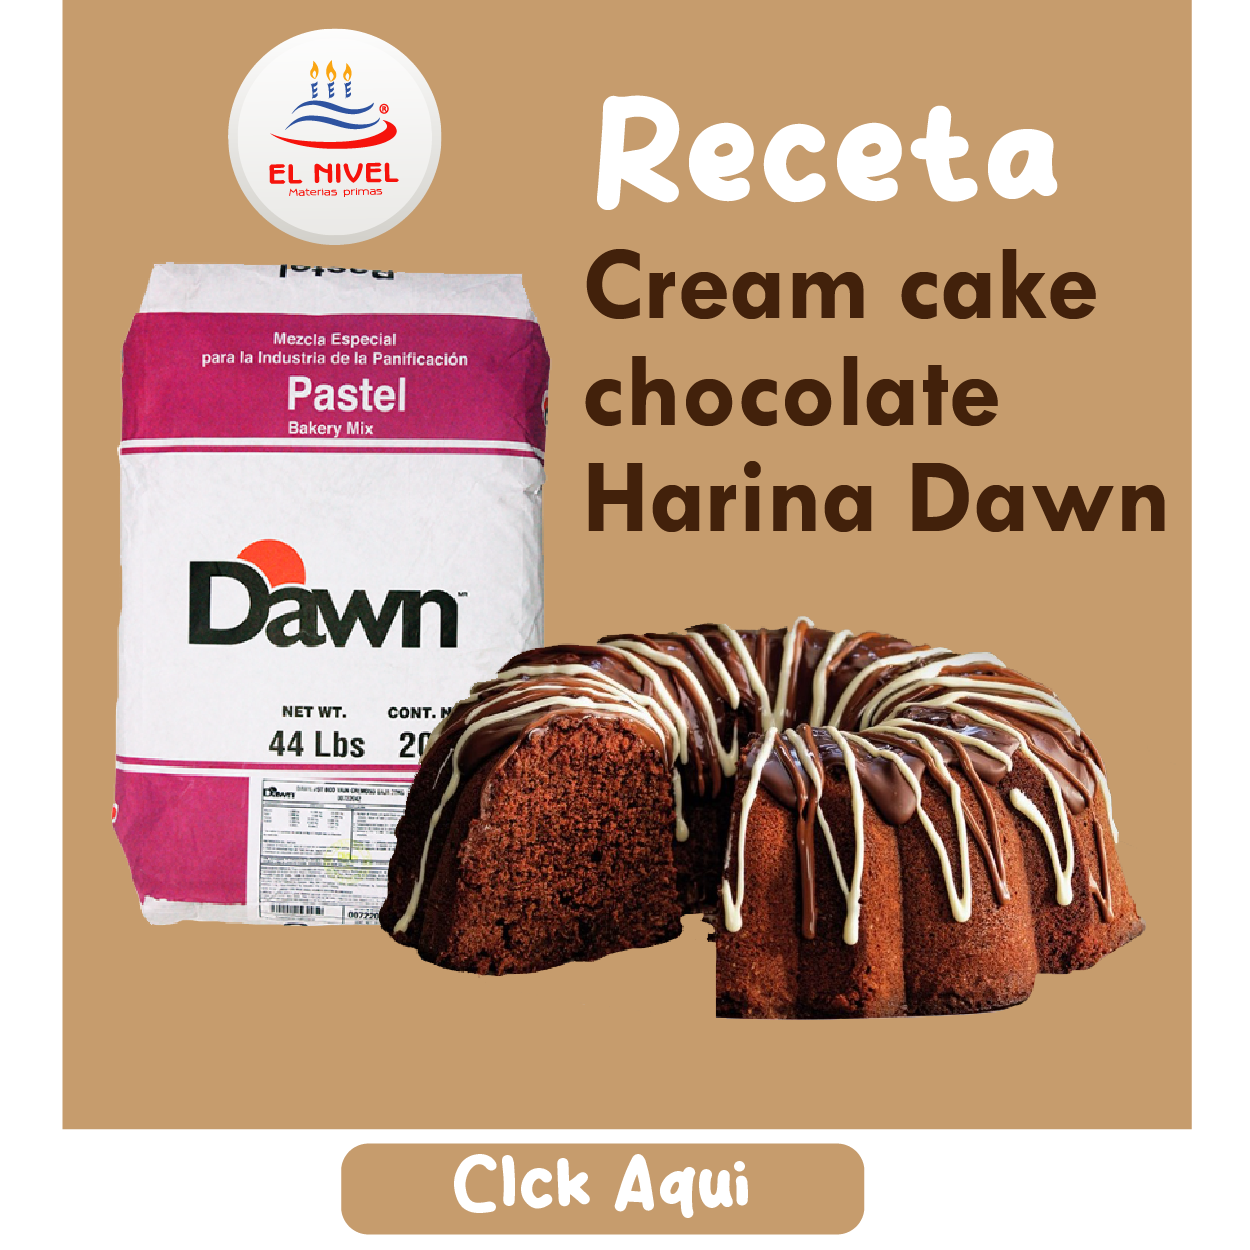 EL NIVEL
Materias primas
Receta
Cream cake
chocolate
Harina Dawn
Pastel
Mezcla Especial
para la Industria de la Panificación
Pastel
Bakery Mix
Dawn
NET WT.
CONT. N
44 Lbs
20
Dawn
Clck Aqui